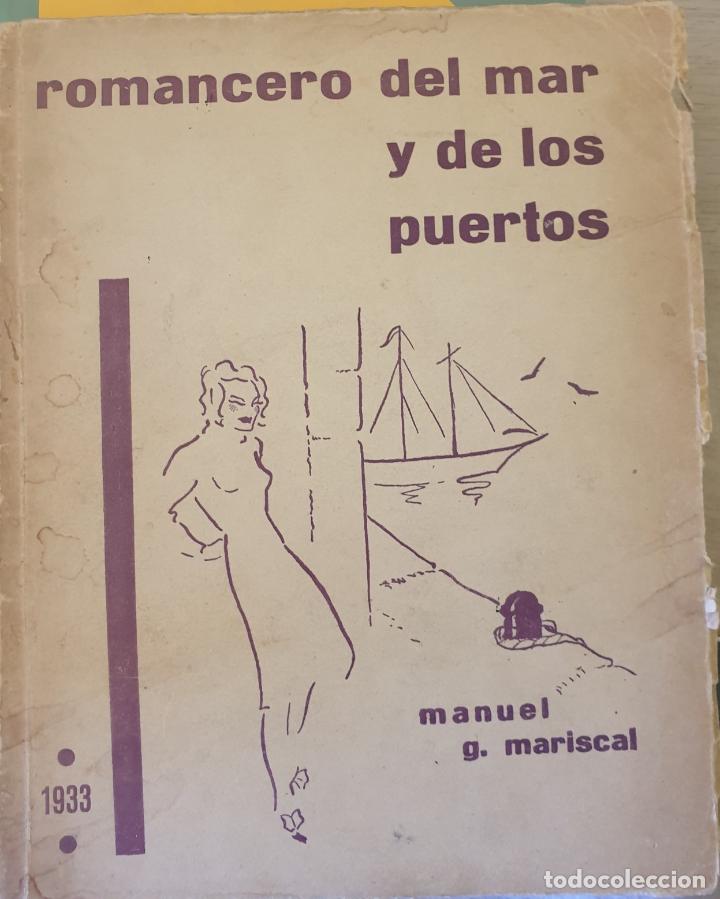 romancero del mar
y de los
puertos
manuel
g. mariscal
1933
todocoleccion